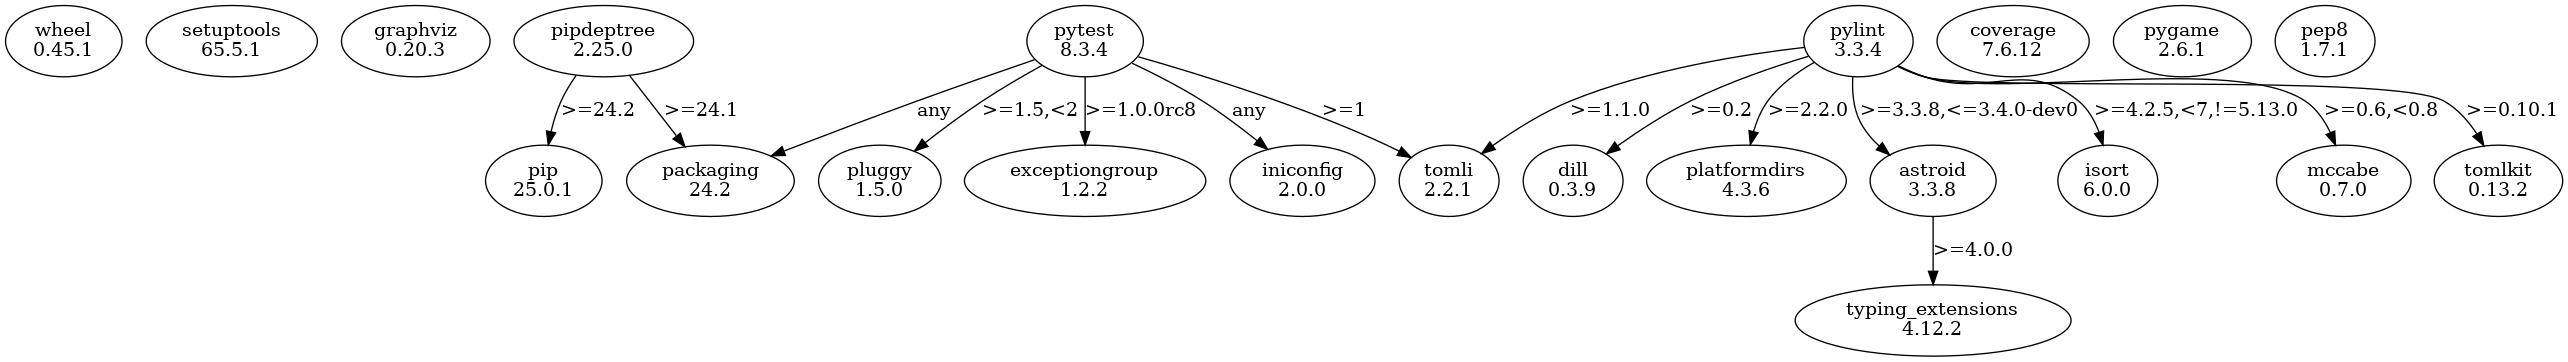 wheel
0.45.1
setuptools
65.5.1
graphviz
0.20.3
pipdeptree
2.25.0
pytest
8.3.4
pylint
3.3.4
coverage
7.6.12
pygame
2.6.1
pep8
1.7.1
>=24.2
>=24.1
any
>=1.5,<2
>=1.0.0rc8
any
>=1
>=1.1.0
>=0.2
>=2.2.0
>=3.3.8,<=3.4.0-dev0
>=4.2.5,<7,!=5.13.0
>=0.6,<0.8
>=0.10.1
pip
25.0.1
packaging
24.2
pluggy
1.5.0
exceptiongroup
1.2.2
iniconfig
2.0.0
tomli
2.2.1
dill
0.3.9
platformdirs
4.3.6
astroid
3.3.8
isort
6.0.0
mccabe
0.7.0
tomlkit
0.13.2
>=4.0.0
typing_extensions
4.12.2